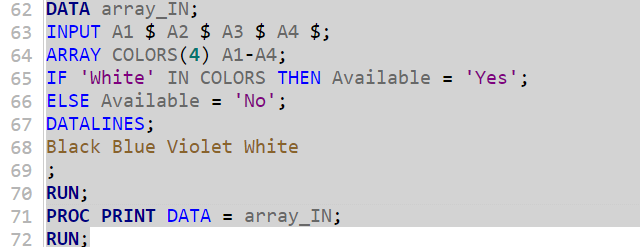 62 DATA array_IN;
63 INPUT A1 $ A2 $ A3 $ A4 $;
64 ARRAY COLORS(4) A1-A4;
65 IF 'White' IN COLORS THEN Available = 'Yes';
66 ELSE Available = 'No';
67 DATALINES;
68 Black Blue Violet White
69 ;
70 RUN;
71 PROC PRINT DATA = array_IN;
72 RUN;